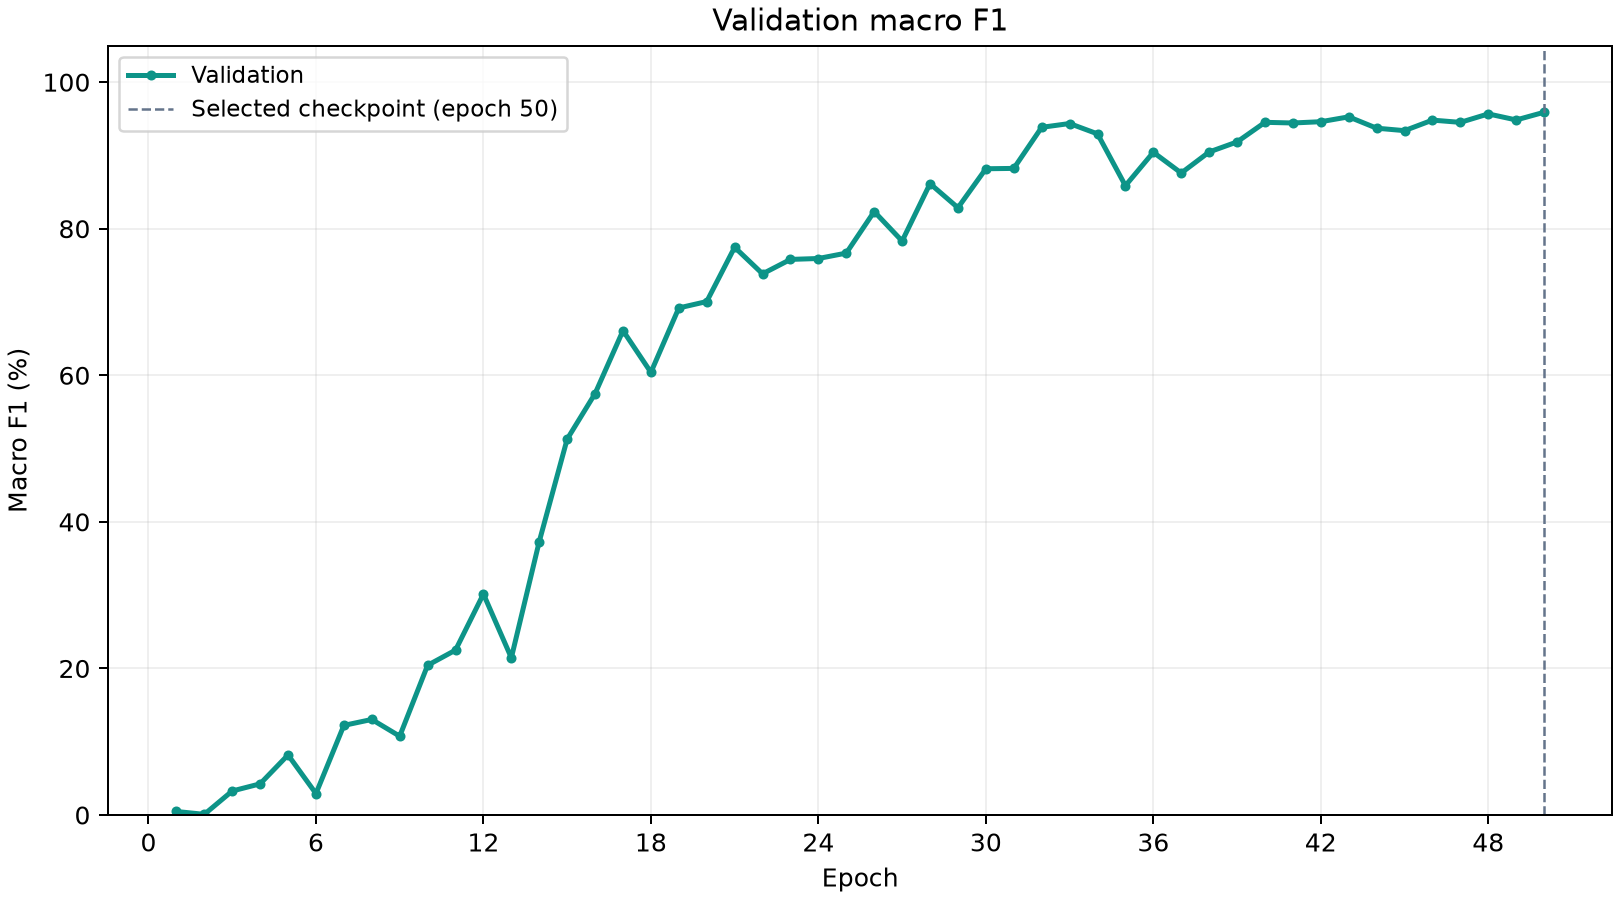 Validation macro F1
Validation
Selected checkpoint (epoch 50)
Macro F1 (%)
100
80
60
40
20
0
0 6 12 18 24 30 36 42 48
Epoch